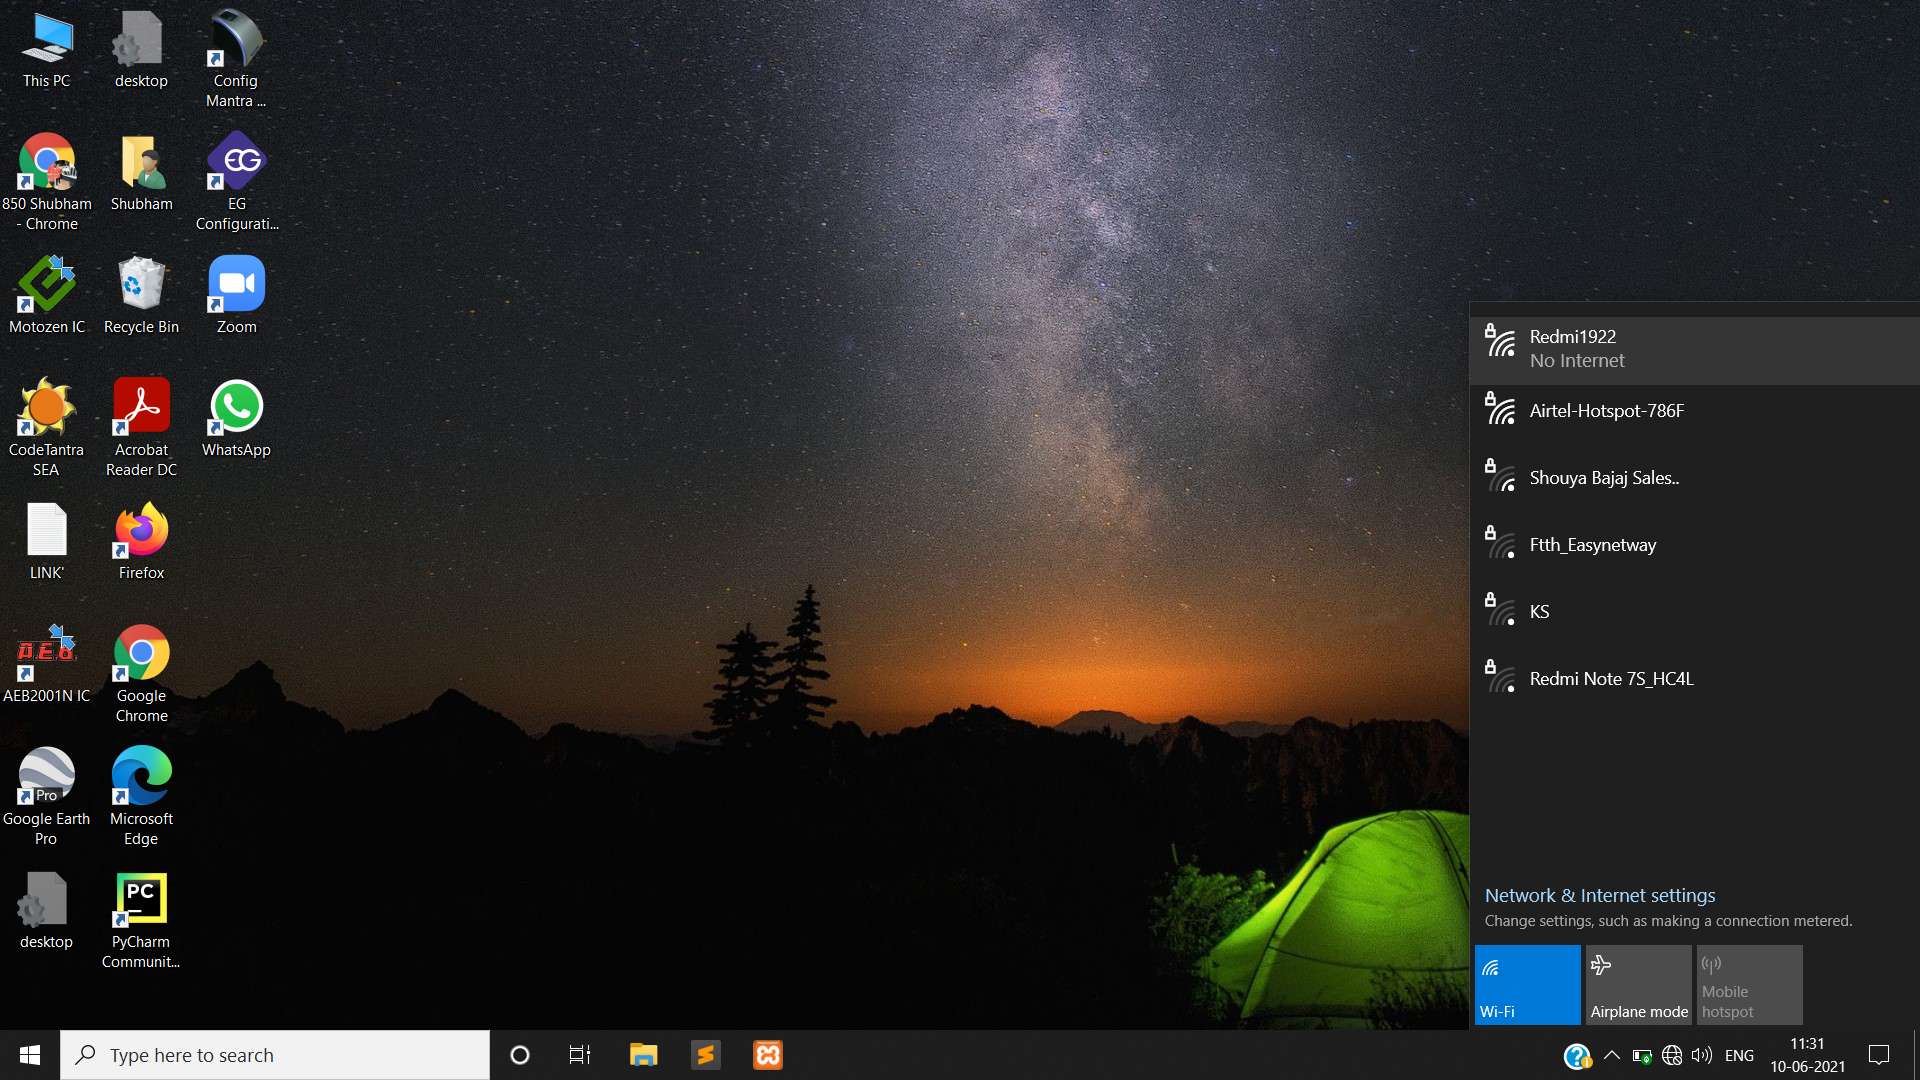 This PC
desktop
Config
Mantra ...
850 Shubham
- Chrome
Shubham
EG
EG
Configurati...
Motozen IC
Recycle Bin
Zoom
CodeTantra
SEA
Acrobat
Reader DC
WhatsApp
LINK'
Firefox
AEB
AEB2001N IC
Google
Chrome
Pro
Google Earth
Pro
Microsoft
Edge
desktop
PC
PyCharm
Communit...
Redmi1922
No Internet
Airtel-Hotspot-786F
Shouya Bajaj Sales..
Ftth_Easynetway
KS
Redmi Note 7S_HC4L
Network & Internet settings
Change settings, such as making a connection metered.
Wi-Fi
Airplane mode
Mobile
hotspot
Type here to search
ENG
11:31
10-06-2021